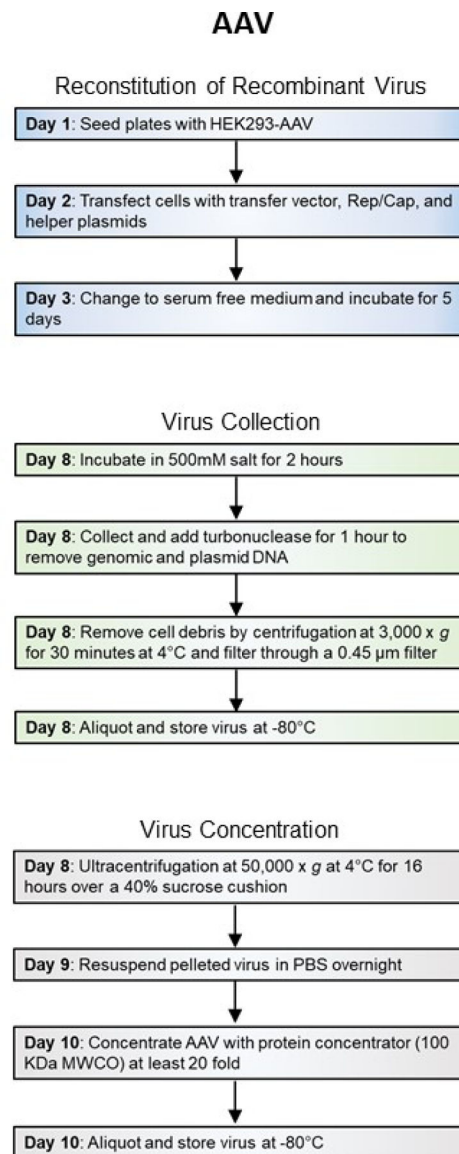 AAV
Reconstitution of Recombinant Virus
Day 1: Seed plates with HEK293-AAV
Day 2: Transfect cells with transfer vector, Rep/Cap, and
helper plasmids
Day 3: Change to serum free medium and incubate for 5
days
Virus Collection
Day 8: Incubate in 500mM salt for 2 hours
Day 8: Collect and add turbonuclease for 1 hour to
remove genomic and plasmid DNA
Day 8: Remove cell debris by centrifugation at 3,000 x g
for 30 minutes at 4°C and filter through a 0.45 μm filter
Day 8: Aliquot and store virus at -80°C
Virus Concentration
Day 8: Ultracentrifugation at 50,000 x g at 4°C for 16
hours over a 40% sucrose cushion
Day 9: Resuspend pelleted virus in PBS overnight
Day 10: Concentrate AAV with protein concentrator (100
KDa MWCO) at least 20 fold
Day 10: Aliquot and store virus at -80°C